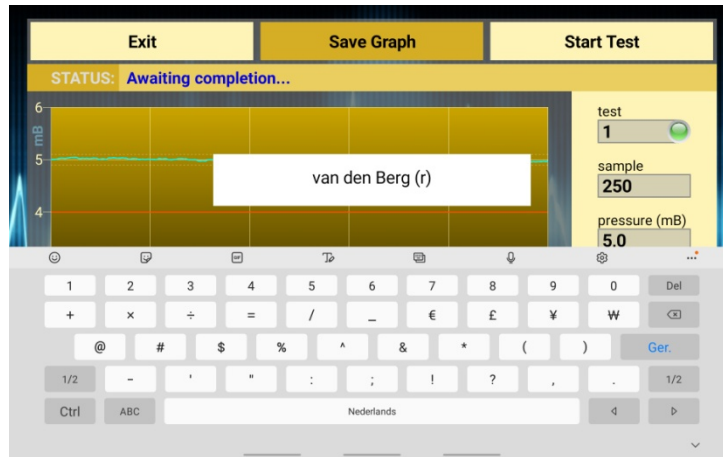 Exit Save Graph Start Test
STATUS: Awaiting completion...
6
mB
5
4
van den Berg (r)
test
1
sample
250
pressure (mB)
5.0
GIF
1 2 3 4 5 6 7 8 9 0 Del
+ × ÷ = / _ € £ ¥ ₩
@ # $ % ^ & * ( ) Ger.
1/2 - ' " : ; ! ? , . 1/2
Ctrl ABC Nederlands